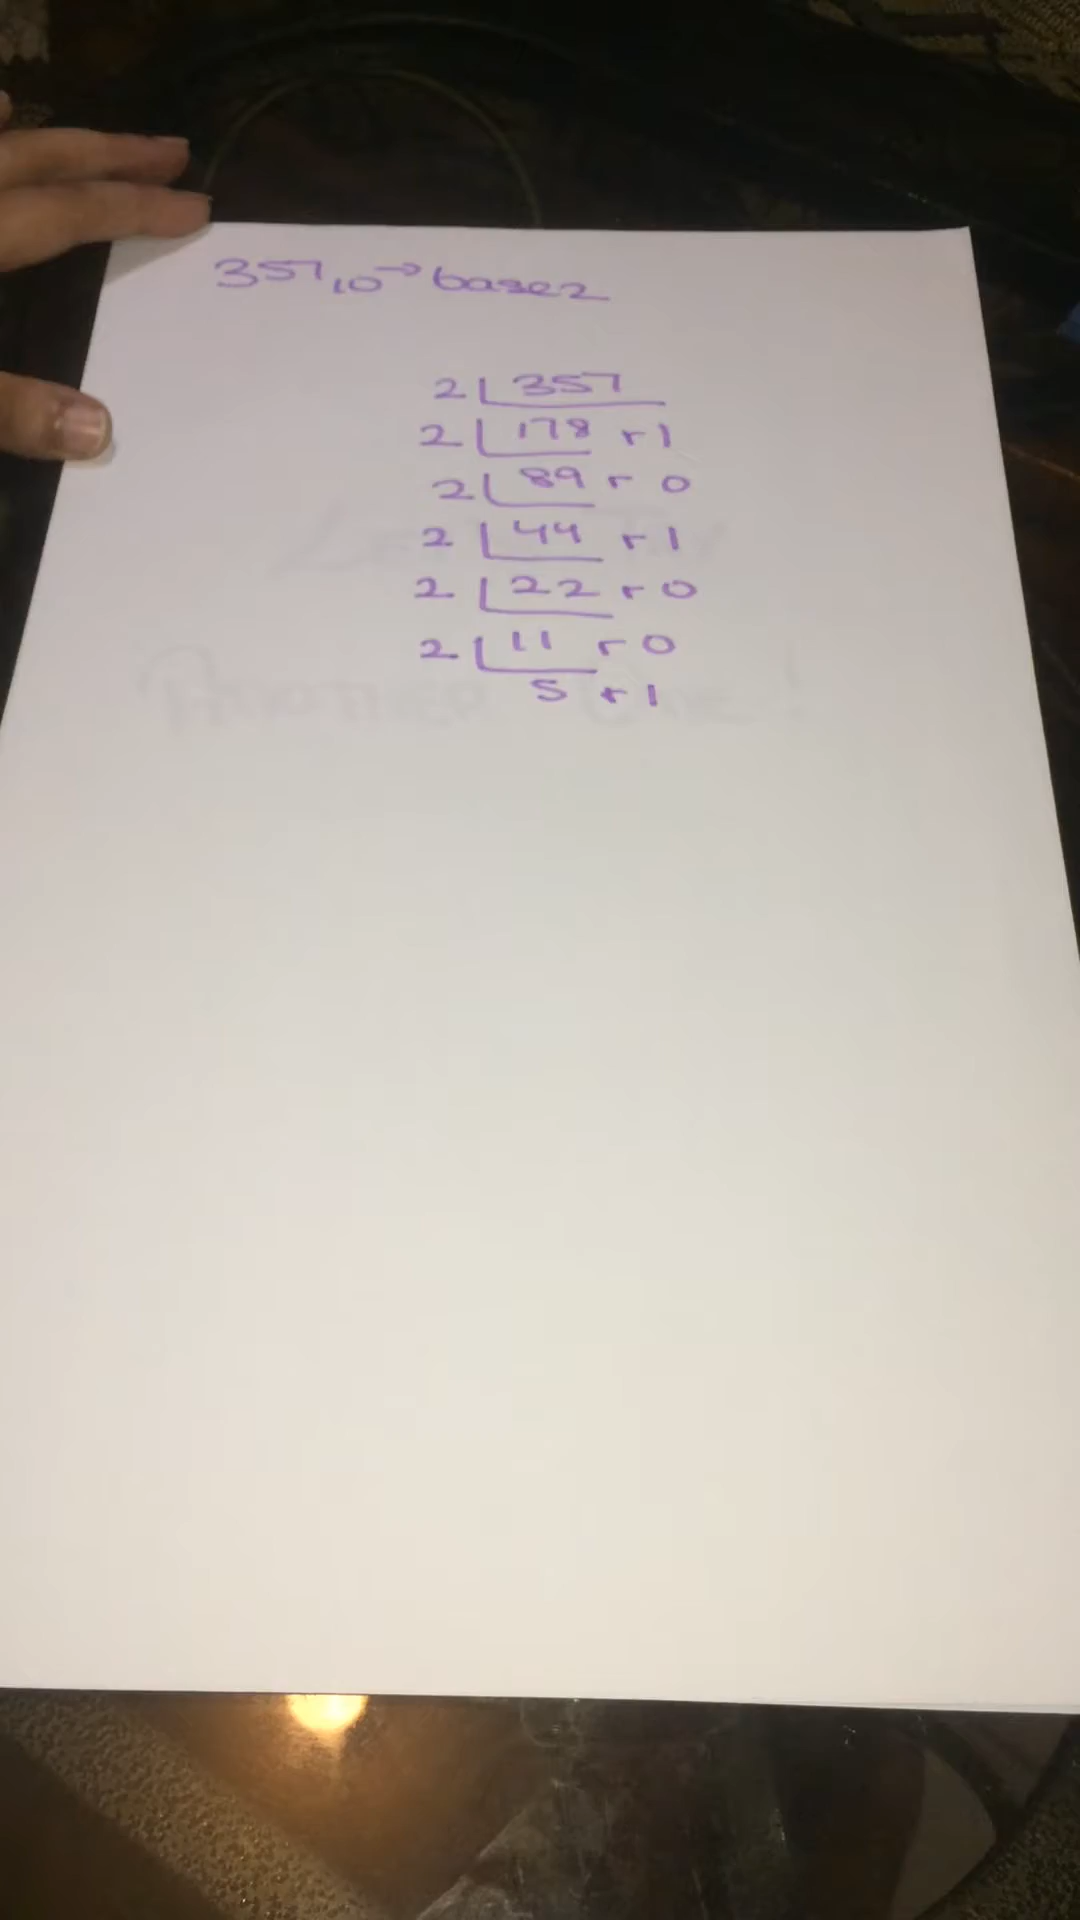 357₁₀→base2
2 357
2 178 r 1
2 89 r 0
2 44 r 1
2 22 r 0
2 11 r 0
5 r 1